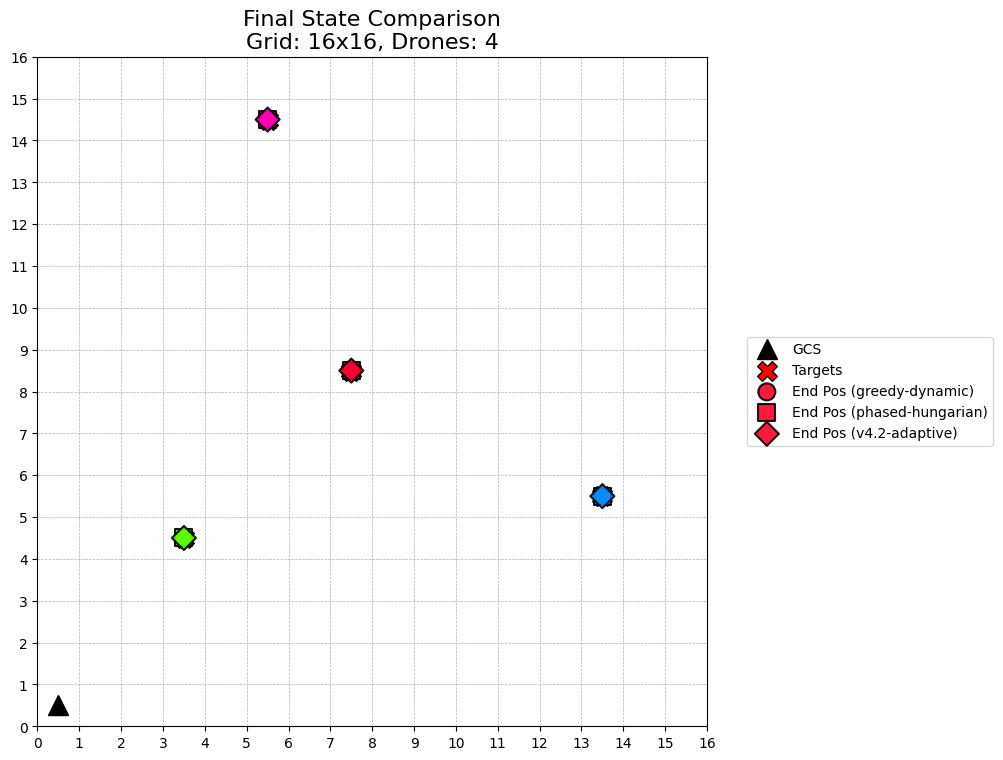 Final State Comparison
Grid: 16x16, Drones: 4
16
15
14
13
12
11
10
9
8
7
6
5
4
3
2
1
0
0 1 2 3 4 5 6 7 8 9 10 11 12 13 14 15 16
GCS
Targets
End Pos (greedy-dynamic)
End Pos (phased-hungarian)
End Pos (v4.2-adaptive)